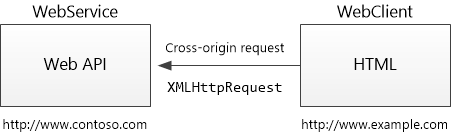 WebService
WebClient
Web API
Cross-origin request
XMLHttpRequest
HTML
http://www.contoso.com
http://www.example.com